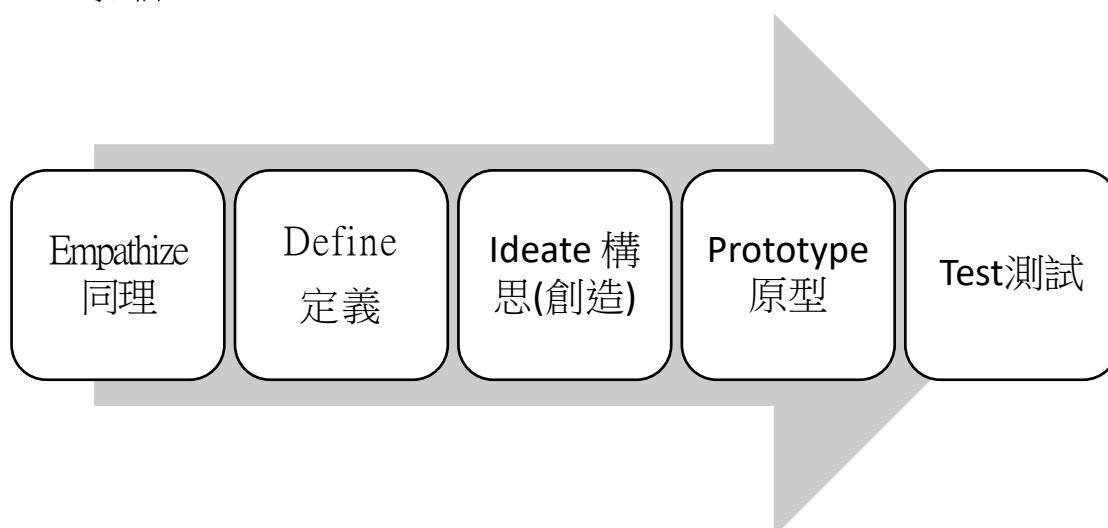 Empathize
同理
Define
定義
Ideate 構
思(創造)
Prototype
原型
Test測試